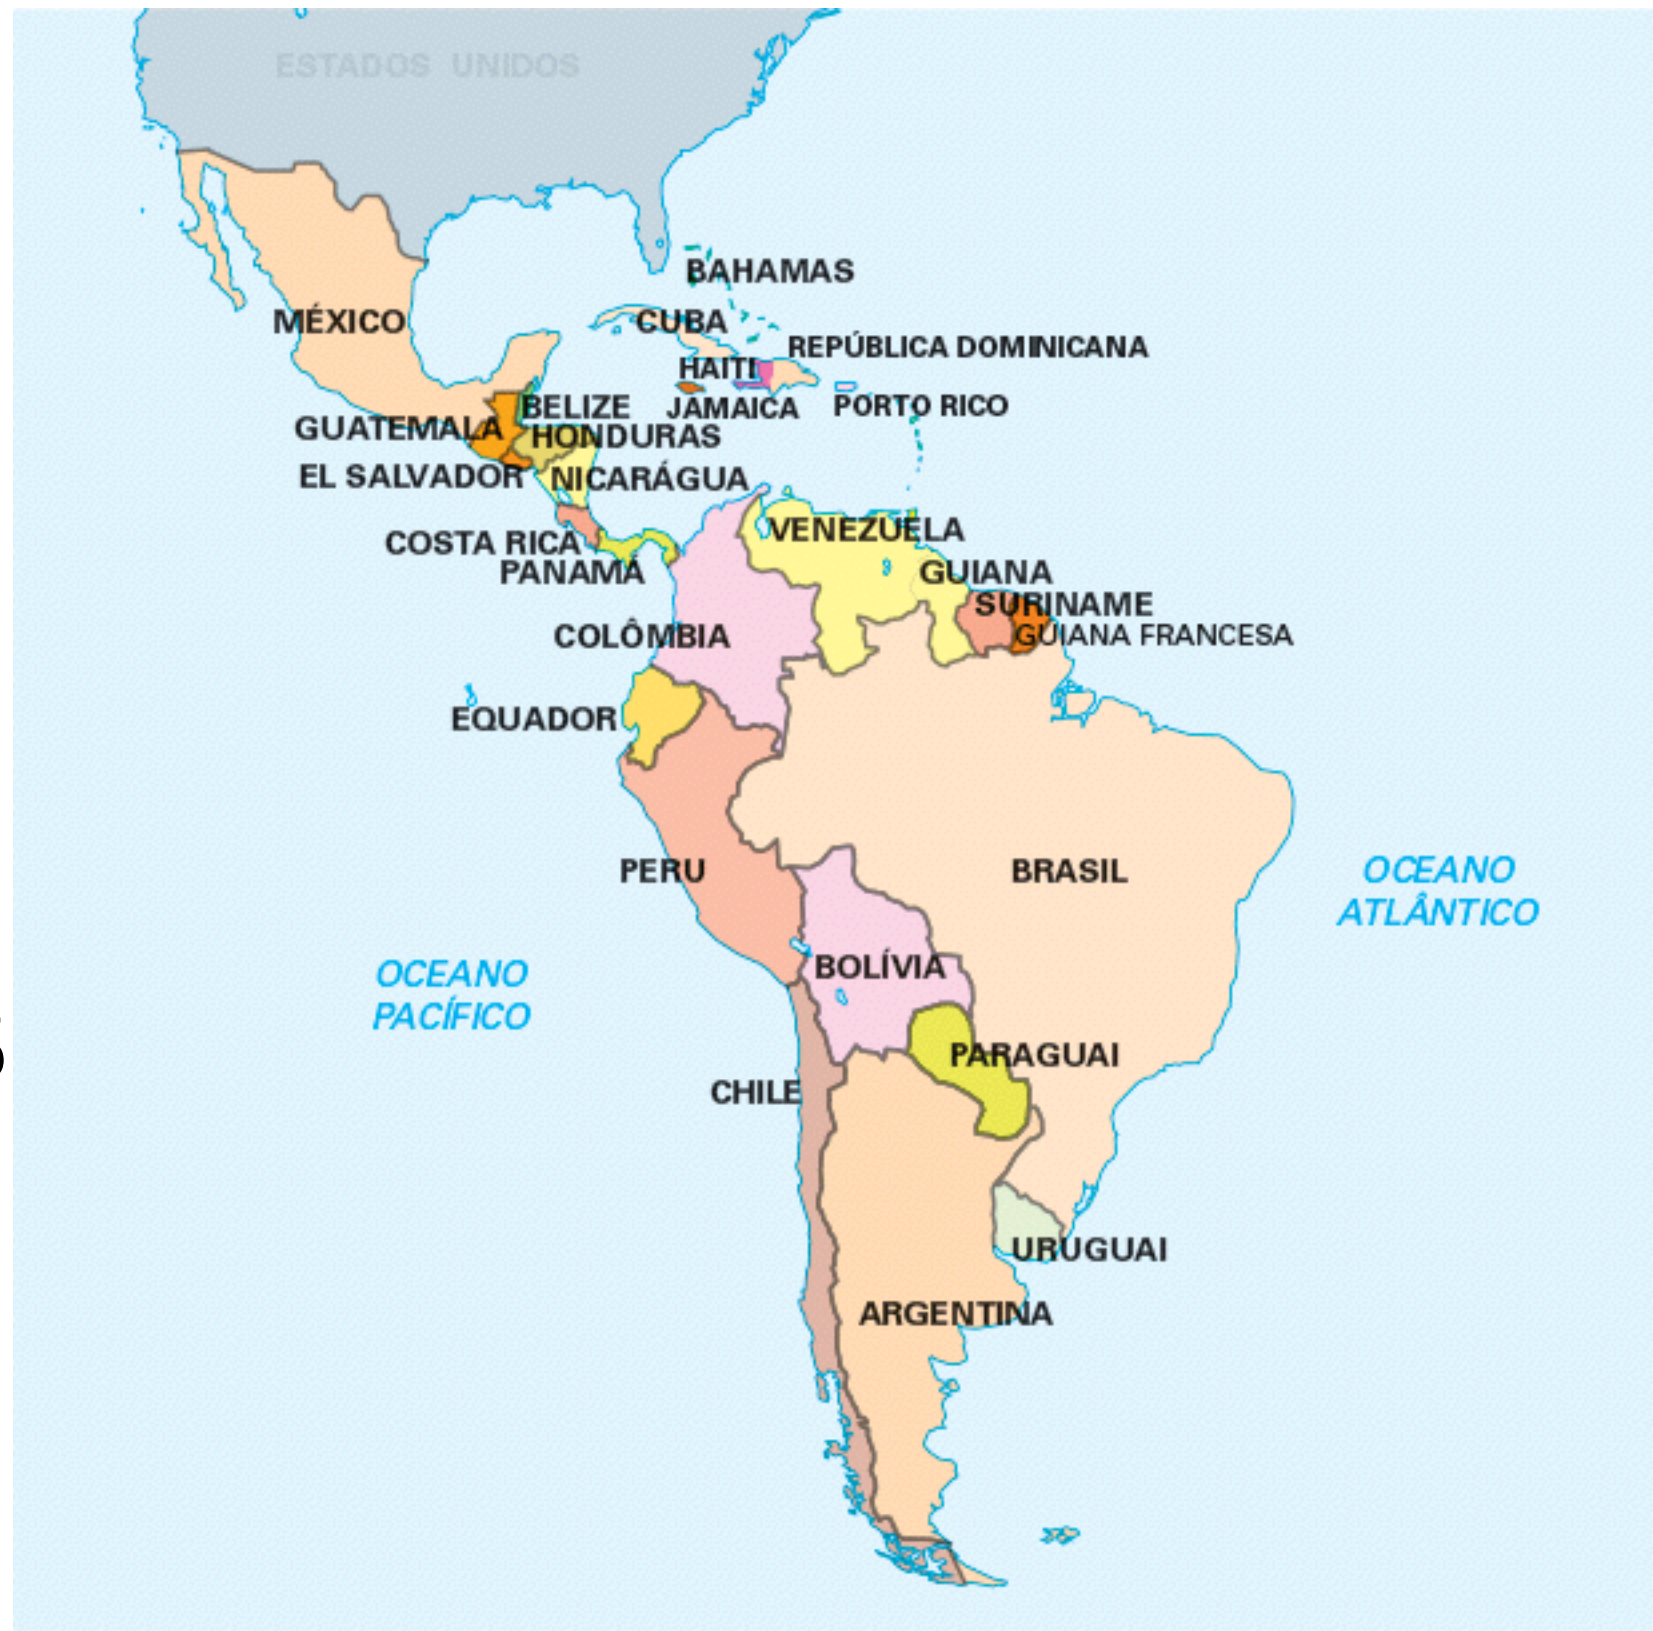 ESTADOS UNIDOS
BAHAMAS
MÉXICO
CUBA
REPÚBLICA DOMINICANA
HAITI
BELIZE
JAMAICA
PORTO RICO
GUATEMALA
HONDURAS
EL SALVADOR
NICARÁGUA
VENEZUELA
COSTA RICA
PANAMÁ
GUIANA
SURINAME
COLÔMBIA
GUIANA FRANCESA
EQUADOR
PERU
BRASIL
OCEANO
ATLÂNTICO
BOLÍVIA
OCEANO
PACÍFICO
PARAGUAI
CHILE
URUGUAI
ARGENTINA